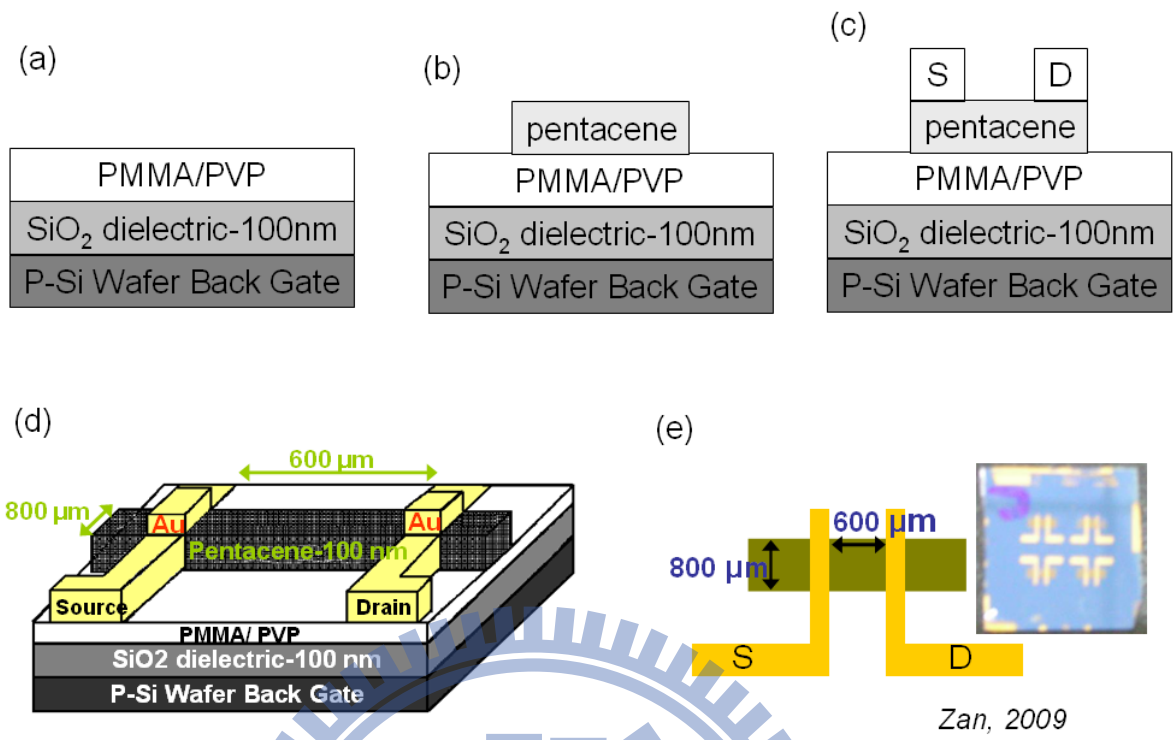 (a)
PMMA/PVP
SiO₂ dielectric-100nm
P-Si Wafer Back Gate
(b)
pentacene
PMMA/PVP
SiO₂ dielectric-100nm
P-Si Wafer Back Gate
(c)
S D
pentacene
PMMA/PVP
SiO₂ dielectric-100nm
P-Si Wafer Back Gate
(d)
600 µm
800 µm
Au Au
Pentacene-100 nm
Source Drain
PMMA/ PVP
SiO2 dielectric-100 nm
P-Si Wafer Back Gate
(e)
600 µm
800 µm
S D
Zan, 2009